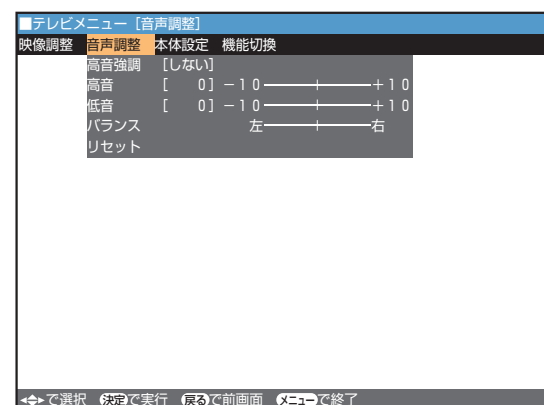 ■テレビメニュー［音声調整］
映像調整 音声調整 本体設定 機能切換
高音強調 ［しない］
高音 ［ 0］ －10 ＋10
低音 ［ 0］ －10 ＋10
バランス 左 右
リセット
で選択 決定で実行 戻るで前画面 メニューで終了